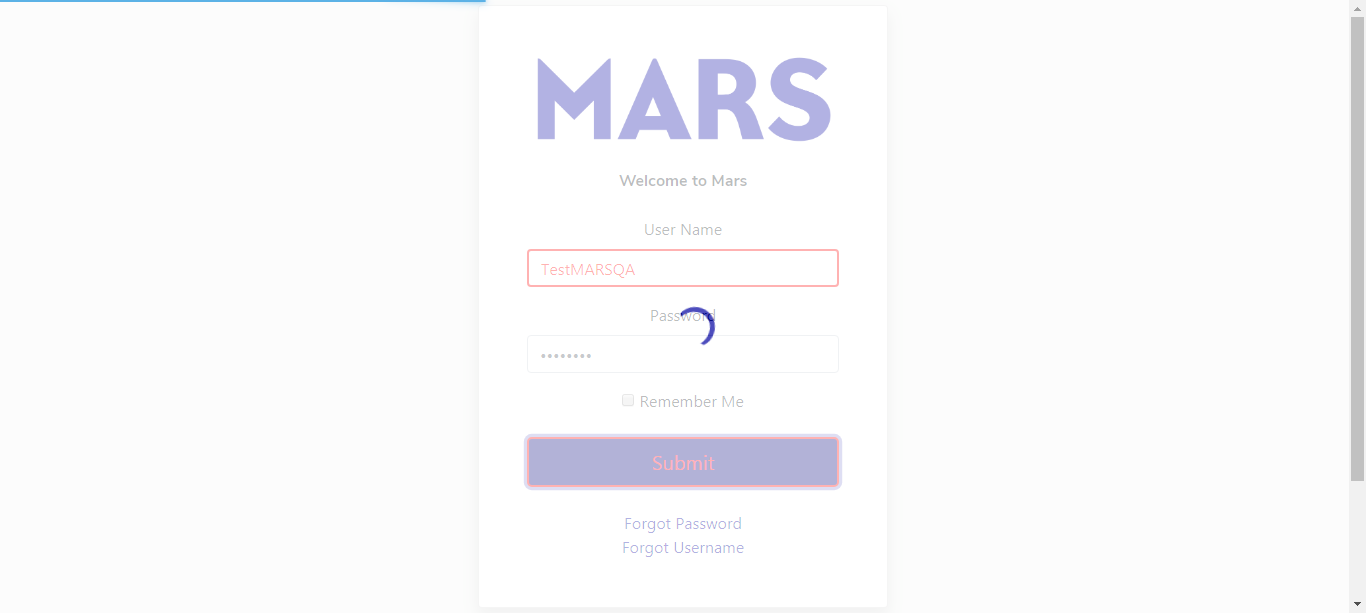 MARS
Welcome to Mars
User Name
TestMARSQA
Password
••••••••
Remember Me
Submit
Forgot Password
Forgot Username